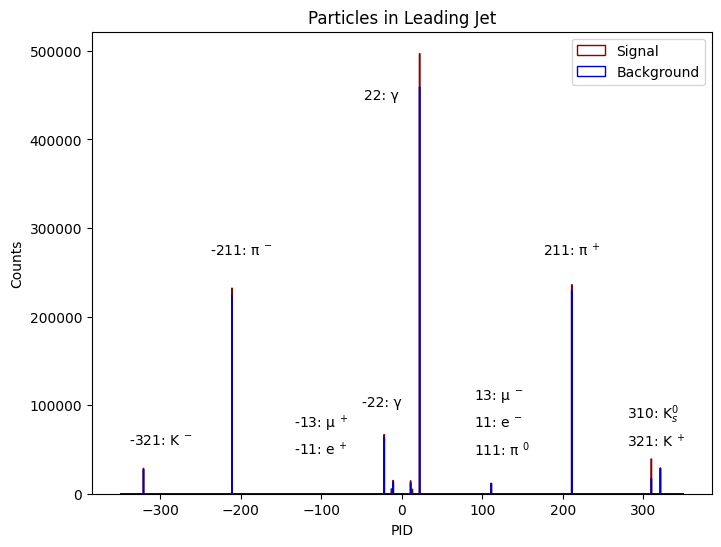 Particles in Leading Jet
Signal
Background
22: γ
-211: π ⁻
211: π ⁺
-22: γ
-13: μ ⁺
-11: e ⁺
13: μ ⁻
11: e ⁻
111: π ⁰
-321: K ⁻
310: K⁰ₛ
321: K ⁺
500000
400000
300000
200000
100000
0
Counts
−300
−200
−100
0
100
200
300
PID